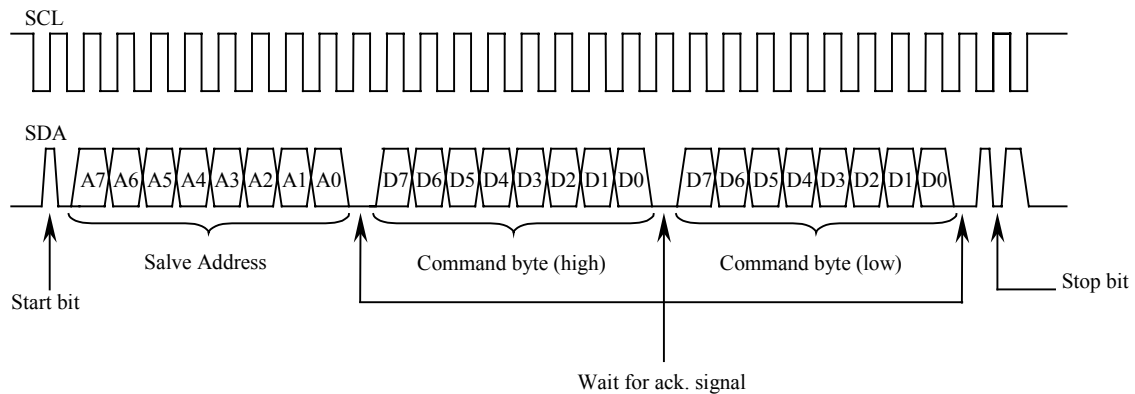 SCL
SDA
A7 A6 A5 A4 A3 A2 A1 A0 D7 D6 D5 D4 D3 D2 D1 D0 D7 D6 D5 D4 D3 D2 D1 D0
Salve Address Command byte (high) Command byte (low)
Start bit Stop bit
Wait for ack. signal